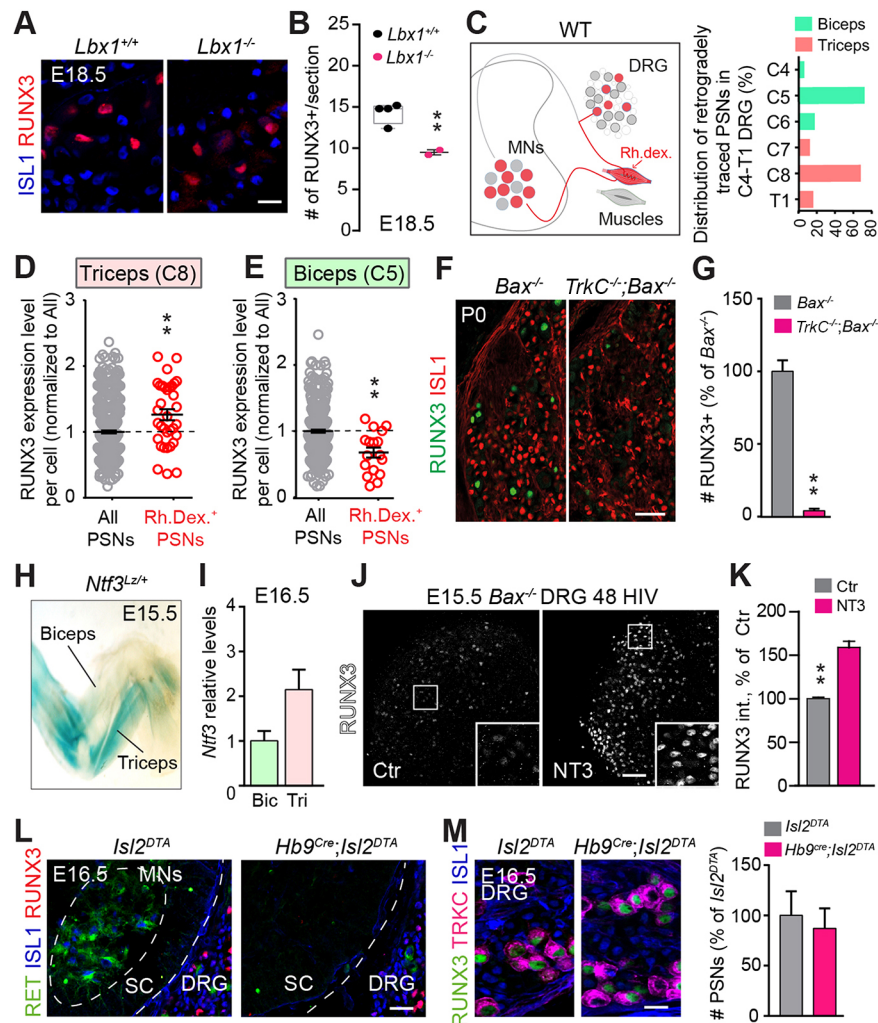 A
Lbx1+/+
Lbx1-/-
ISL1 RUNX3
E18.5
B
# of RUNX3+/section
25
20
15
10
5
0
Lbx1+/+
Lbx1-/-
**
E18.5
C
WT
DRG
MNs
Rh.dex.
Muscles
Distribution of retrogradely
traced PSNs in
C4-T1 DRG (%)
Biceps
Triceps
C4
C5
C6
C7
C8
T1
0
20
40
60
80
D
Triceps (C8)
RUNX3 expression level
per cell (normalized to All)
3
2
1
0
**
All
PSNs
Rh.Dex.+
PSNs
E
Biceps (C5)
RUNX3 expression level
per cell (normalized to All)
3
2
1
0
**
All
PSNs
Rh.Dex.+
PSNs
F
Bax-/-
TrkC-/-;Bax-/-
RUNX3 ISL1
P0
G
# RUNX3+ (% of Bax-/-)
150
100
50
0
Bax-/-
TrkC-/-;Bax-/-
**
H
Ntf3Lz/+
E15.5
Biceps
Triceps
I
E16.5
Ntf3 relative levels
4
3
2
1
0
Bic
Tri
J
E15.5 Bax-/- DRG 48 HIV
RUNX3
Ctr
NT3
K
Ctr
NT3
RUNX3 int., % of Ctr
200
150
100
50
0
**
L
Isl2DTA
Hb9Cre;Isl2DTA
RET ISL1 RUNX3
E16.5
MNs
SC
DRG
SC
DRG
M
Isl2DTA
Hb9Cre;Isl2DTA
RUNX3 TRKC ISL1
E16.5
DRG
Isl2DTA
Hb9cre;Isl2DTA
# PSNs (% of Isl2DTA)
150
100
50
0